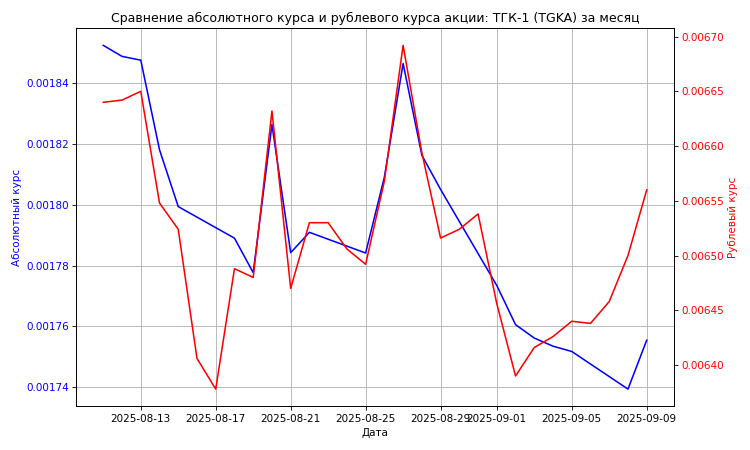 Сравнение абсолютного курса и рублевого курса акции: ТГК-1 (TGKA) за месяц
0.00184
0.00182
0.00180
0.00178
0.00176
0.00174
Абсолютный курс
0.00670
0.00665
0.00660
0.00655
0.00650
0.00645
0.00640
Рублевый курс
2025-08-13 2025-08-17 2025-08-21 2025-08-25 2025-08-29 2025-09-01 2025-09-05 2025-09-09
Дата